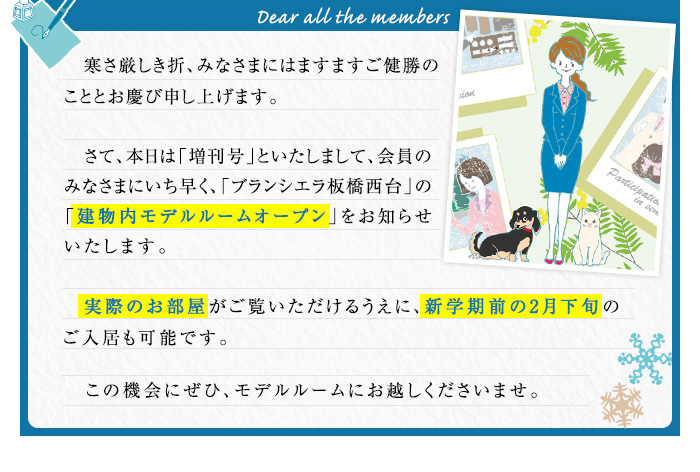 Dear all the members
寒さ厳しき折、みなさまにはますますご健勝の
こととお慶び申し上げます。
さて、本日は「増刊号」といたしまして、会員の
みなさまにいち早く、「ブランシエラ板橋西台」の
「建物内モデルルームオープン」をお知らせ
いたします。
実際のお部屋がご覧いただけるうえに、新学期前の2月下旬の
ご入居も可能です。
この機会にぜひ、モデルルームにお越しくださいませ。
Participation